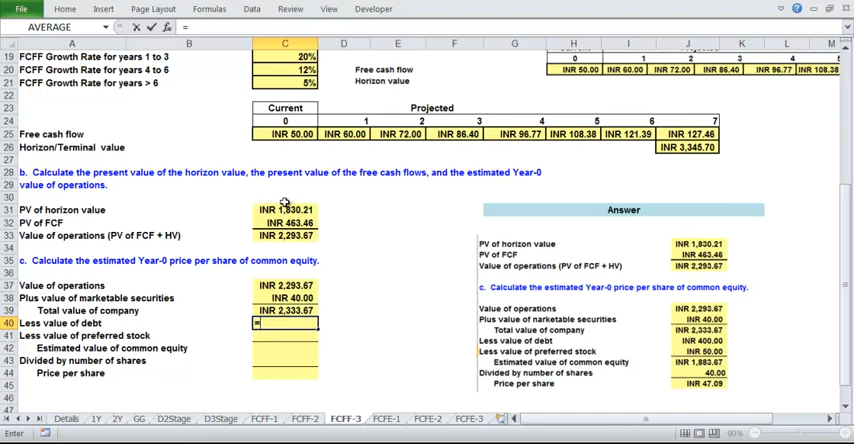 File Home Insert Page Layout Formulas Data Review View Developer
AVERAGE =
A B C D E F G H I J K L M
0 1 2 3 4 5
19 FCFF Growth Rate for years 1 to 3 20%
20 FCFF Growth Rate for years 4 to 6 12% Free cash flow INR 50.00 INR 60.00 INR 72.00 INR 86.40 INR 96.77 INR 108.38
21 FCFF Growth Rate for years > 6 5% Horizon value
22
23 Current Projected
24 0 1 2 3 4 5 6 7
25 Free cash flow INR 50.00 INR 60.00 INR 72.00 INR 86.40 INR 96.77 INR 108.38 INR 121.39 INR 127.46
26 Horizon/Terminal value INR 3,345.70
27
28 b. Calculate the present value of the horizon value, the present value of the free cash flows, and the estimated Year-0
29 value of operations.
30
31 PV of horizon value INR 1,830.21 Answer
32 PV of FCF INR 463.46
33 Value of operations (PV of FCF + HV) INR 2,293.67
PV of horizon value INR 1,830.21
PV of FCF INR 463.46
Value of operations (PV of FCF + HV) INR 2,293.67
34
35 c. Calculate the estimated Year-0 price per share of common equity.
c. Calculate the estimated Year-0 price per share of common equity.
36
37 Value of operations INR 2,293.67
38 Plus value of marketable securities INR 40.00
39 Total value of company INR 2,333.67
40 Less value of debt =
41 Less value of preferred stock
42 Estimated value of common equity
43 Divided by number of shares
44 Price per share
45
46
47
Value of operations INR 2,293.67
Plus value of narketable securities INR 40.00
Total value of company INR 2,333.67
Less value of debt INR 400.00
Less value of preferred stock INR 50.00
Estimated value of common equity INR 1,883.67
Divided by number of shares 40.00
Price per share INR 47.09
Details 1Y 2Y GG D2Stage D3Stage FCFF-1 FCFF-2 FCFF-3 FCFE-1 FCFE-2 FCFE-3
Enter 90%